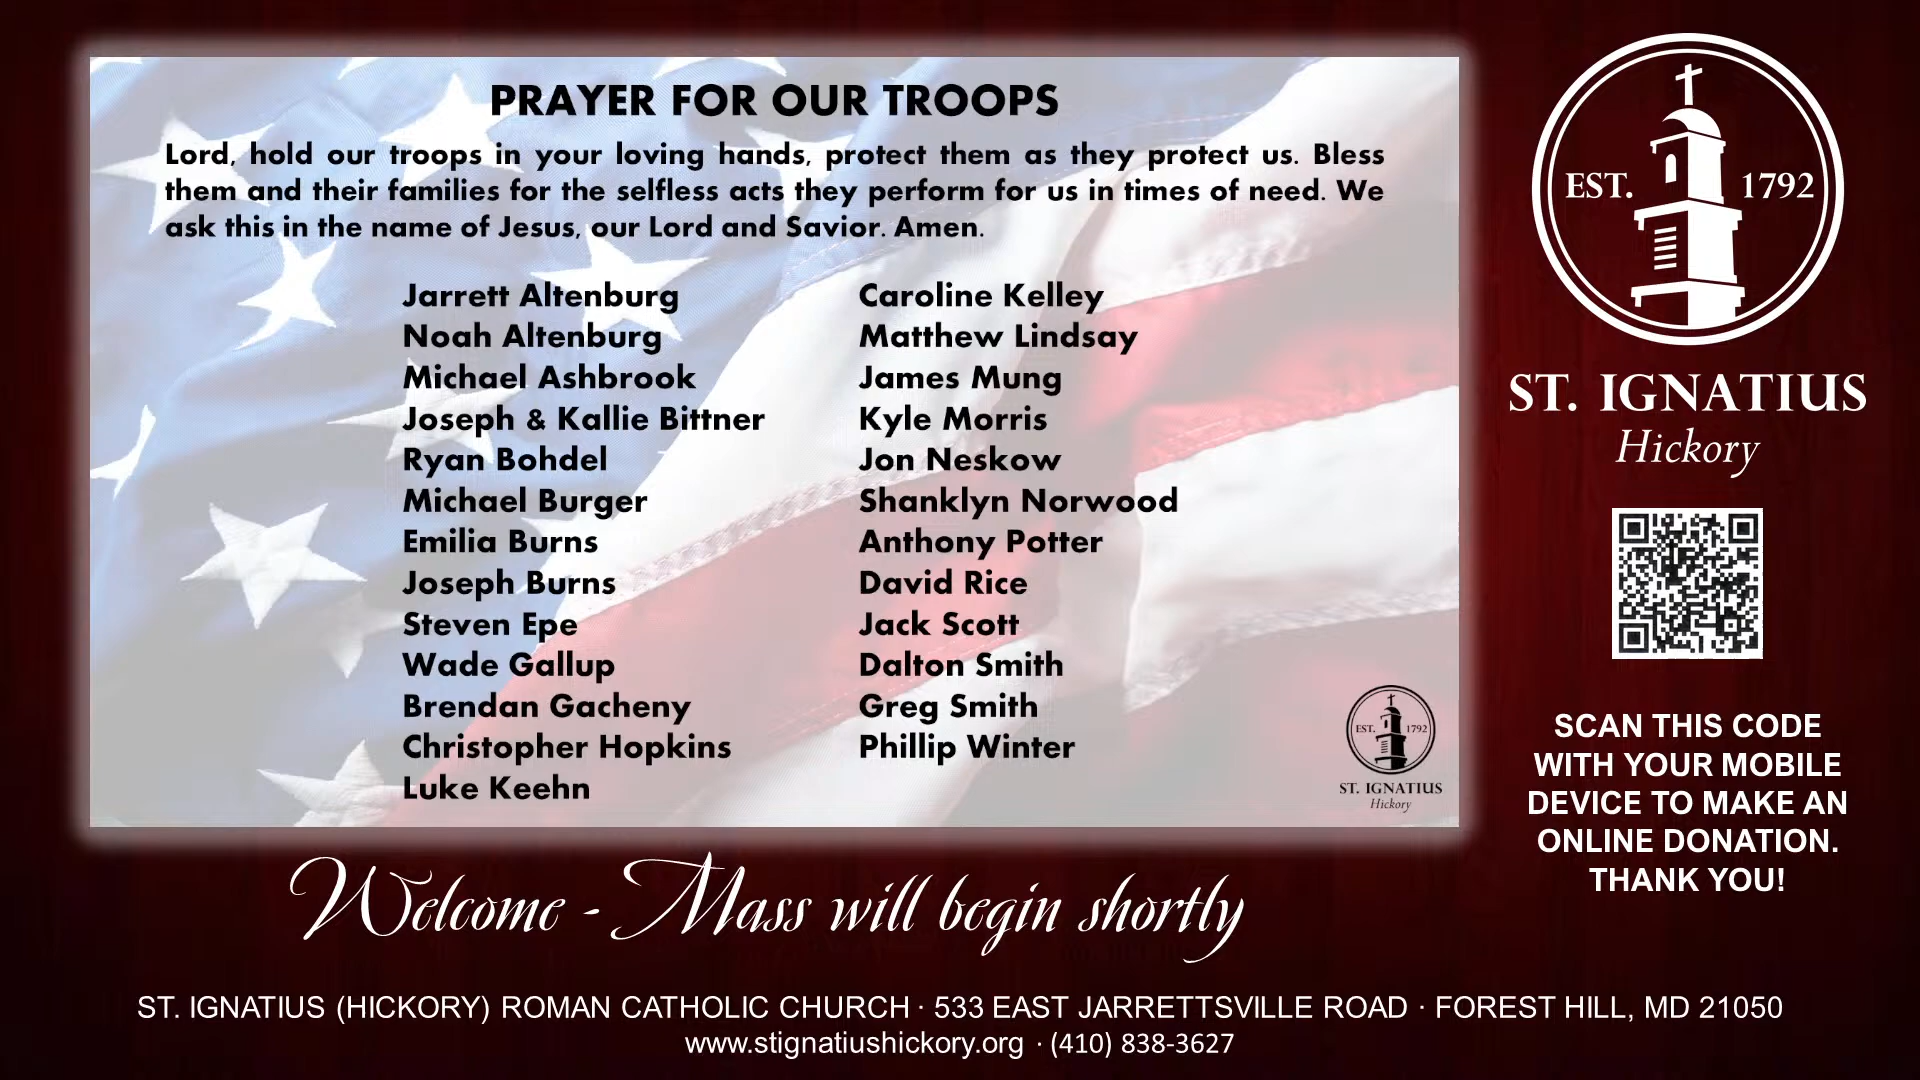 PRAYER FOR OUR TROOPS
Lord, hold our troops in your loving hands, protect them as they protect us. Bless
them and their families for the selfless acts they perform for us in times of need. We
ask this in the name of Jesus, our Lord and Savior. Amen.
Jarrett Altenburg
Noah Altenburg
Michael Ashbrook
Joseph & Kallie Bittner
Ryan Bohdel
Michael Burger
Emilia Burns
Joseph Burns
Steven Epe
Wade Gallup
Brendan Gacheny
Christopher Hopkins
Luke Keehn
Caroline Kelley
Matthew Lindsay
James Mung
Kyle Morris
Jon Neskow
Shanklyn Norwood
Anthony Potter
David Rice
Jack Scott
Dalton Smith
Greg Smith
Phillip Winter
EST. 1792
ST. IGNATIUS
Hickory
EST. 1792
ST. IGNATIUS
Hickory
SCAN THIS CODE
WITH YOUR MOBILE
DEVICE TO MAKE AN
ONLINE DONATION.
THANK YOU!
Welcome - Mass will begin shortly
ST. IGNATIUS (HICKORY) ROMAN CATHOLIC CHURCH · 533 EAST JARRETTSVILLE ROAD · FOREST HILL, MD 21050
www.stignatiushickory.org · (410) 838-3627